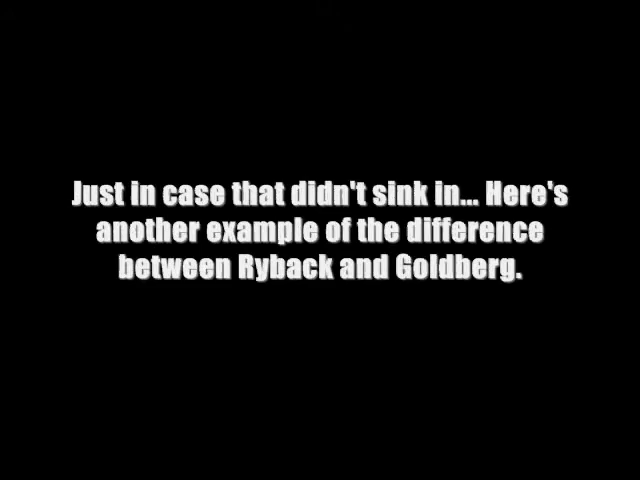 Just in case that didn't sink in... Here's
another example of the difference
between Ryback and Goldberg.